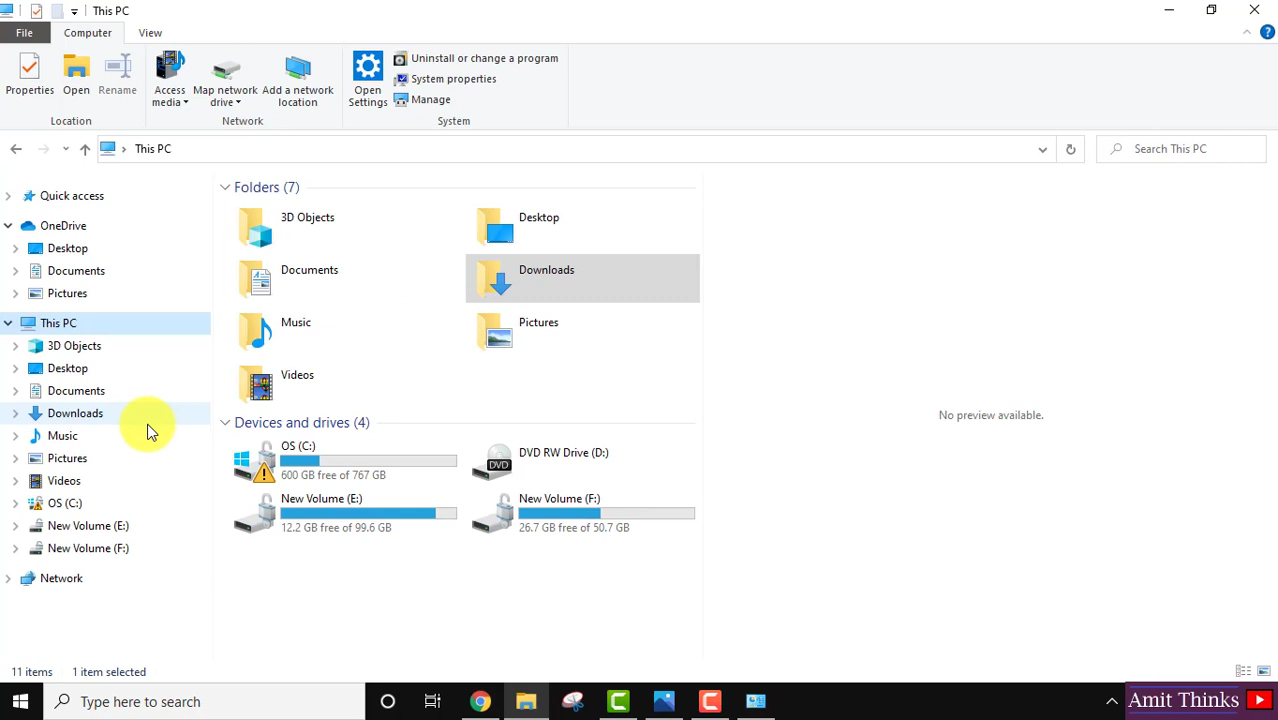 This PC
File
Computer
View
Properties
Open
Rename
Access media
Map network drive
Add a network location
Open Settings
Uninstall or change a program
System properties
Manage
Location
Network
System
This PC
Search This PC
Quick access
OneDrive
Desktop
Documents
Pictures
This PC
3D Objects
Desktop
Documents
Downloads
Music
Pictures
Videos
OS (C:)
New Volume (E:)
New Volume (F:)
Network
Folders (7)
3D Objects
Desktop
Documents
Downloads
Music
Pictures
Videos
Devices and drives (4)
OS (C:)
600 GB free of 767 GB
DVD RW Drive (D:)
DVD
New Volume (E:)
12.2 GB free of 99.6 GB
New Volume (F:)
26.7 GB free of 50.7 GB
No preview available.
11 items
1 item selected
Type here to search
Amit Thinks